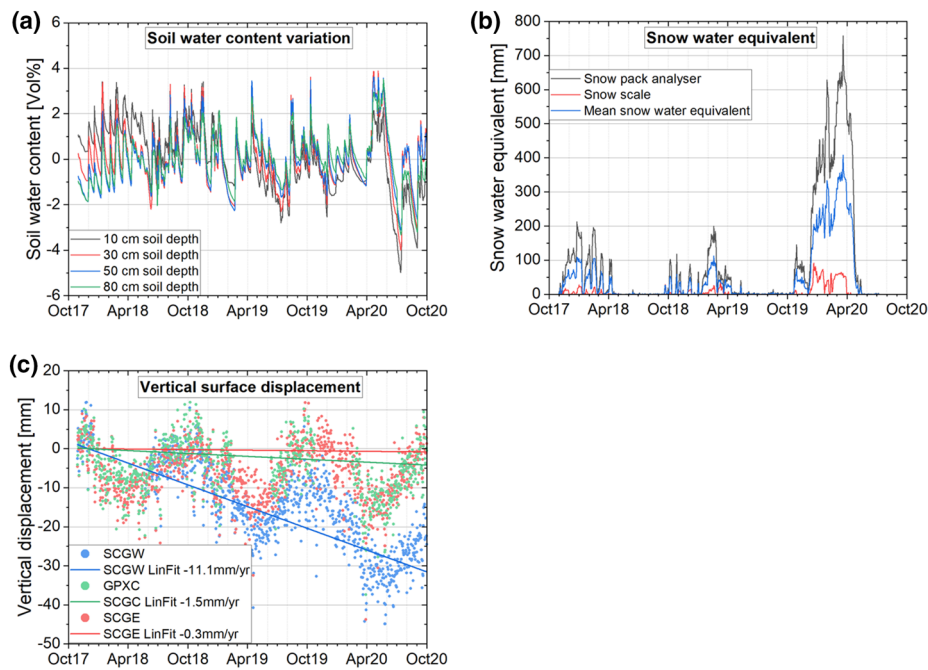 (a)
Soil water content variation
Soil water content [Vol%]
6
4
2
0
-2
-4
6
10 cm soil depth
30 cm soil depth
50 cm soil depth
80 cm soil depth
Oct17 Apr18 Oct18 Apr19 Oct19 Apr20 Oct20
(b)
Snow water equivalent
Snow water equivalent [mm]
800
700
600
500
400
300
200
100
0
Snow pack analyser
Snow scale
Mean snow water equivalent
Oct17 Apr18 Oct18 Apr19 Oct19 Apr20 Oct20
(c)
Vertical surface displacement
Vertical displacement [mm]
20
10
0
-10
-20
-30
-40
-50
SCGW
SCGW LinFit -11.1mm/yr
GPXC
SCGC LinFit -1.5mm/yr
SCGE
SCGE LinFit -0.3mm/yr
Oct17 Apr18 Oct18 Apr19 Oct19 Apr20 Oct20